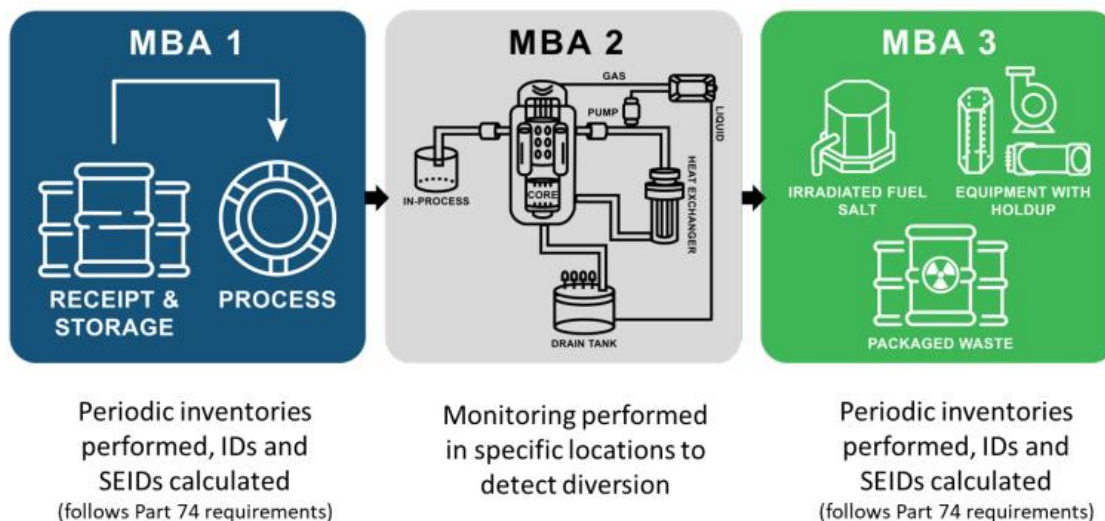 MBA 1
RECEIPT &
STORAGE
PROCESS
MBA 2
GAS
PUMP
LIQUID
IN-PROCESS
CORE
HEAT EXCHANGER
DRAIN TANK
MBA 3
IRRADIATED FUEL
SALT
EQUIPMENT WITH
HOLDUP
PACKAGED WASTE
Periodic inventories
performed, IDs and
SEIDs calculated
(follows Part 74 requirements)
Monitoring performed
in specific locations to
detect diversion
Periodic inventories
performed, IDs and
SEIDs calculated
(follows Part 74 requirements)